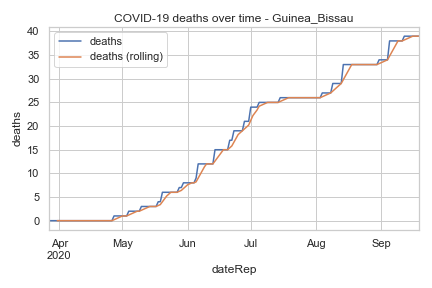 COVID-19 deaths over time - Guinea_Bissau
deaths
deaths (rolling)
40
35
30
25
20
15
10
5
0
deaths
Apr
2020
May
Jun
Jul
Aug
Sep
dateRep